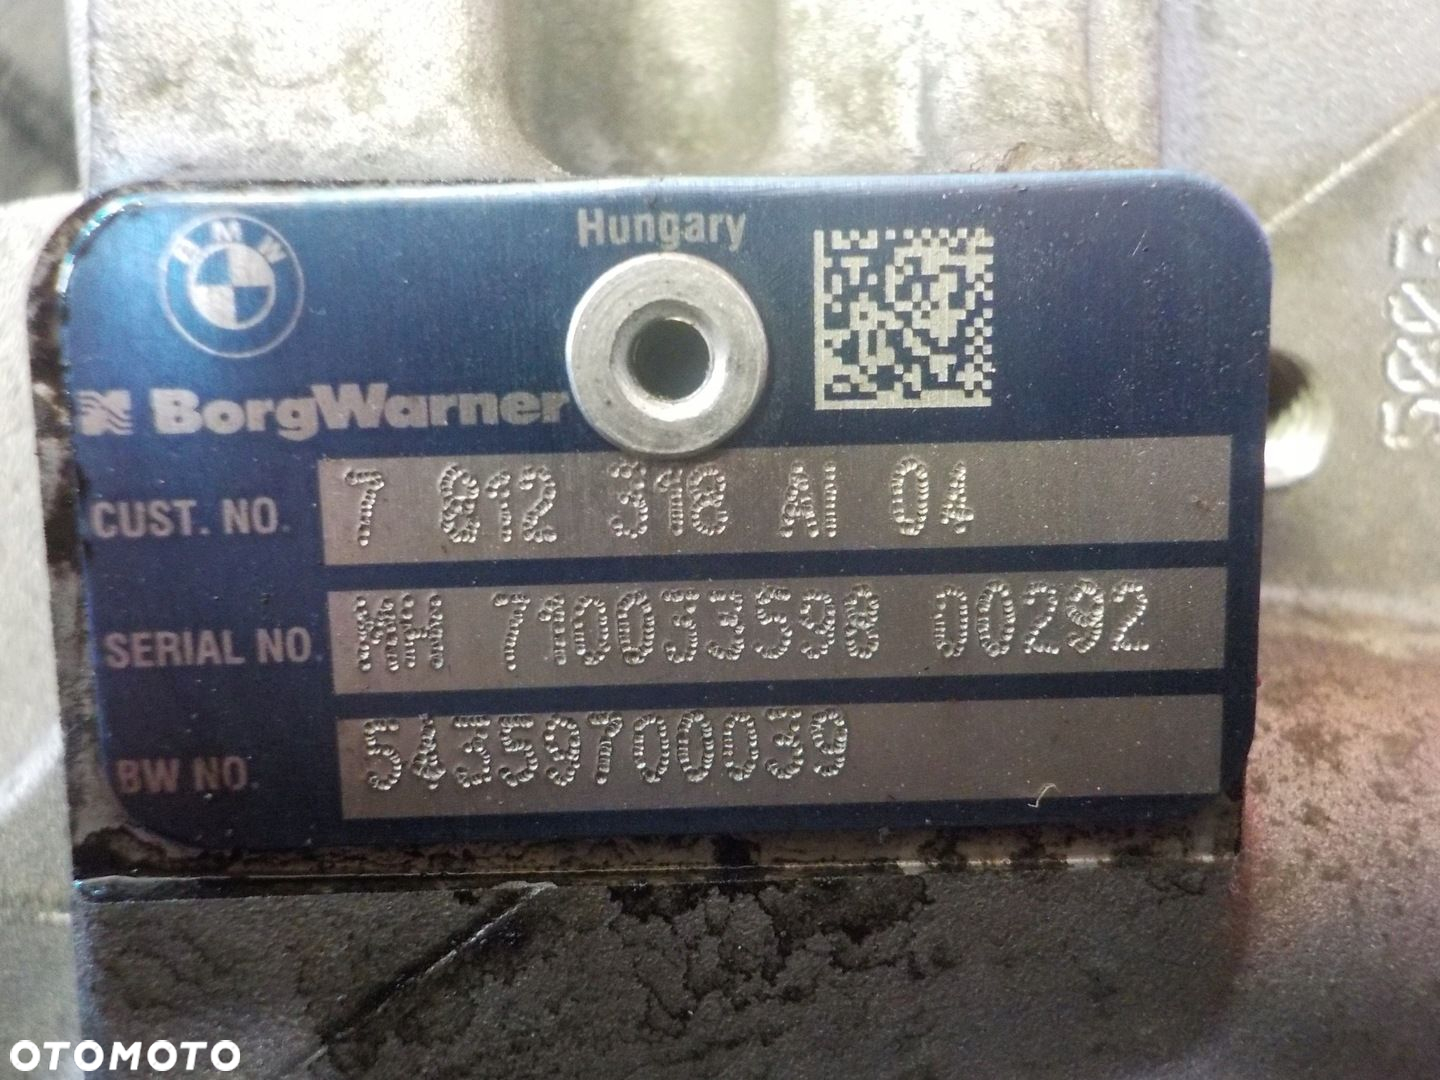 BMW
Hungary
BorgWarner
CUST. NO. 7 812 318 AI 04
SERIAL NO. MH 710033598 00292
BW NO. 54359700039
OTOMOTO